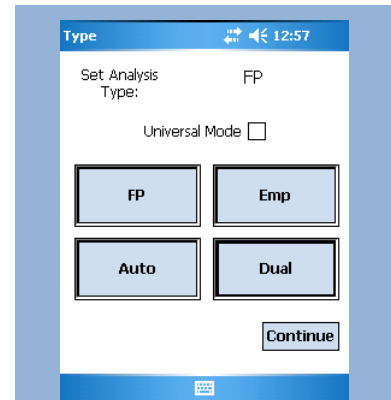 Type 12:57
Set Analysis FP
Type:
Universal Mode
FP Emp
Auto Dual
Continue